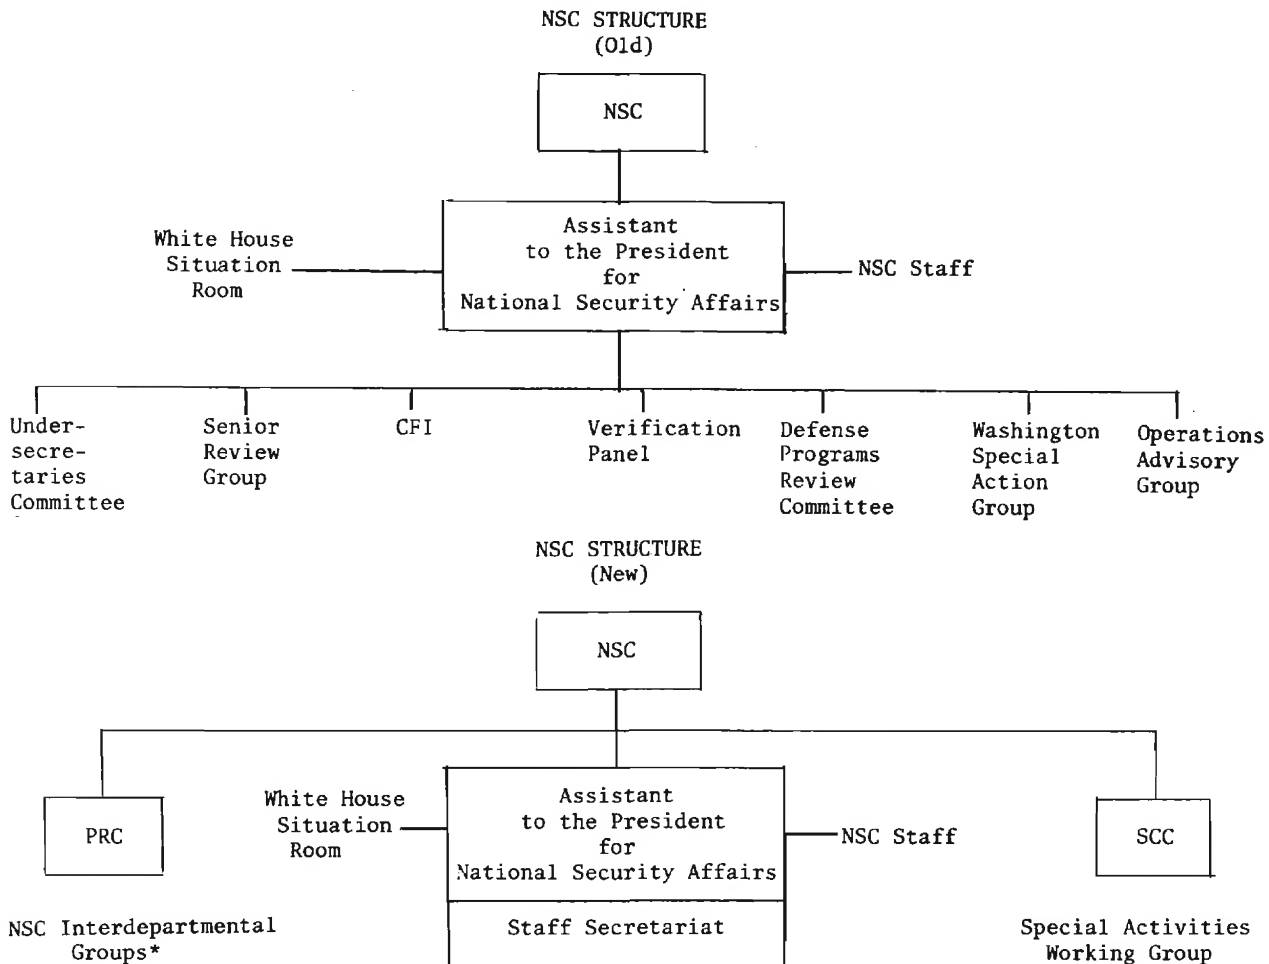 NSC STRUCTURE
(Old)
NSC
Assistant
to the President
for
National Security Affairs
White House
Situation
Room
NSC Staff
Under-
secre-
taries
Committee
Senior
Review
Group
CFI
Verification
Panel
Defense
Programs
Review
Committee
Washington
Special
Action
Group
Operations
Advisory
Group
NSC STRUCTURE
(New)
NSC
PRC
White House
Situation
Room
Assistant
to the President
for
National Security Affairs
NSC Staff
SCC
NSC Interdepartmental
Groups*
Staff Secretariat
Special Activities
Working Group